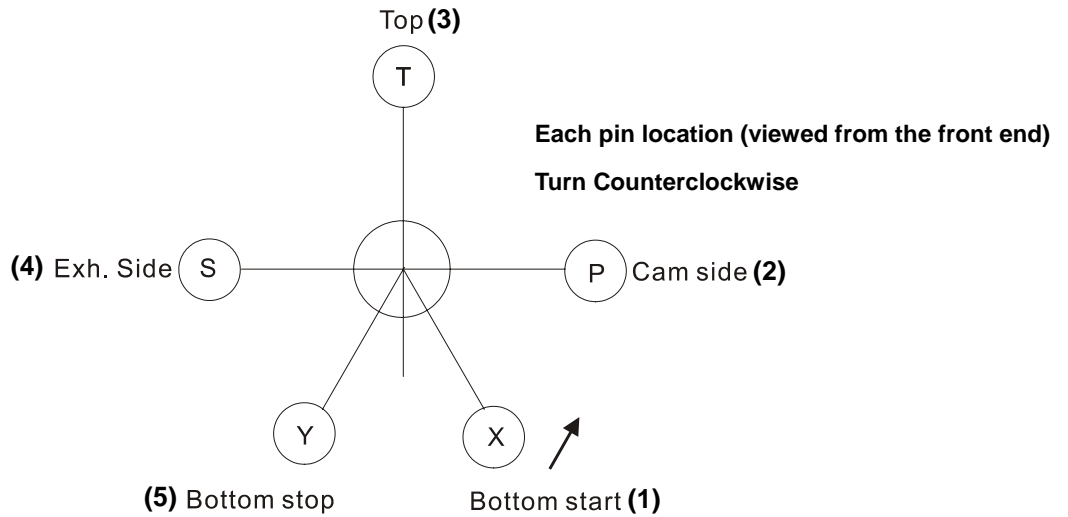 Top (3)
T
Each pin location (viewed from the front end)
Turn Counterclockwise
(4) Exh. Side
S
P
Cam side (2)
Y
X
(5) Bottom stop
Bottom start (1)